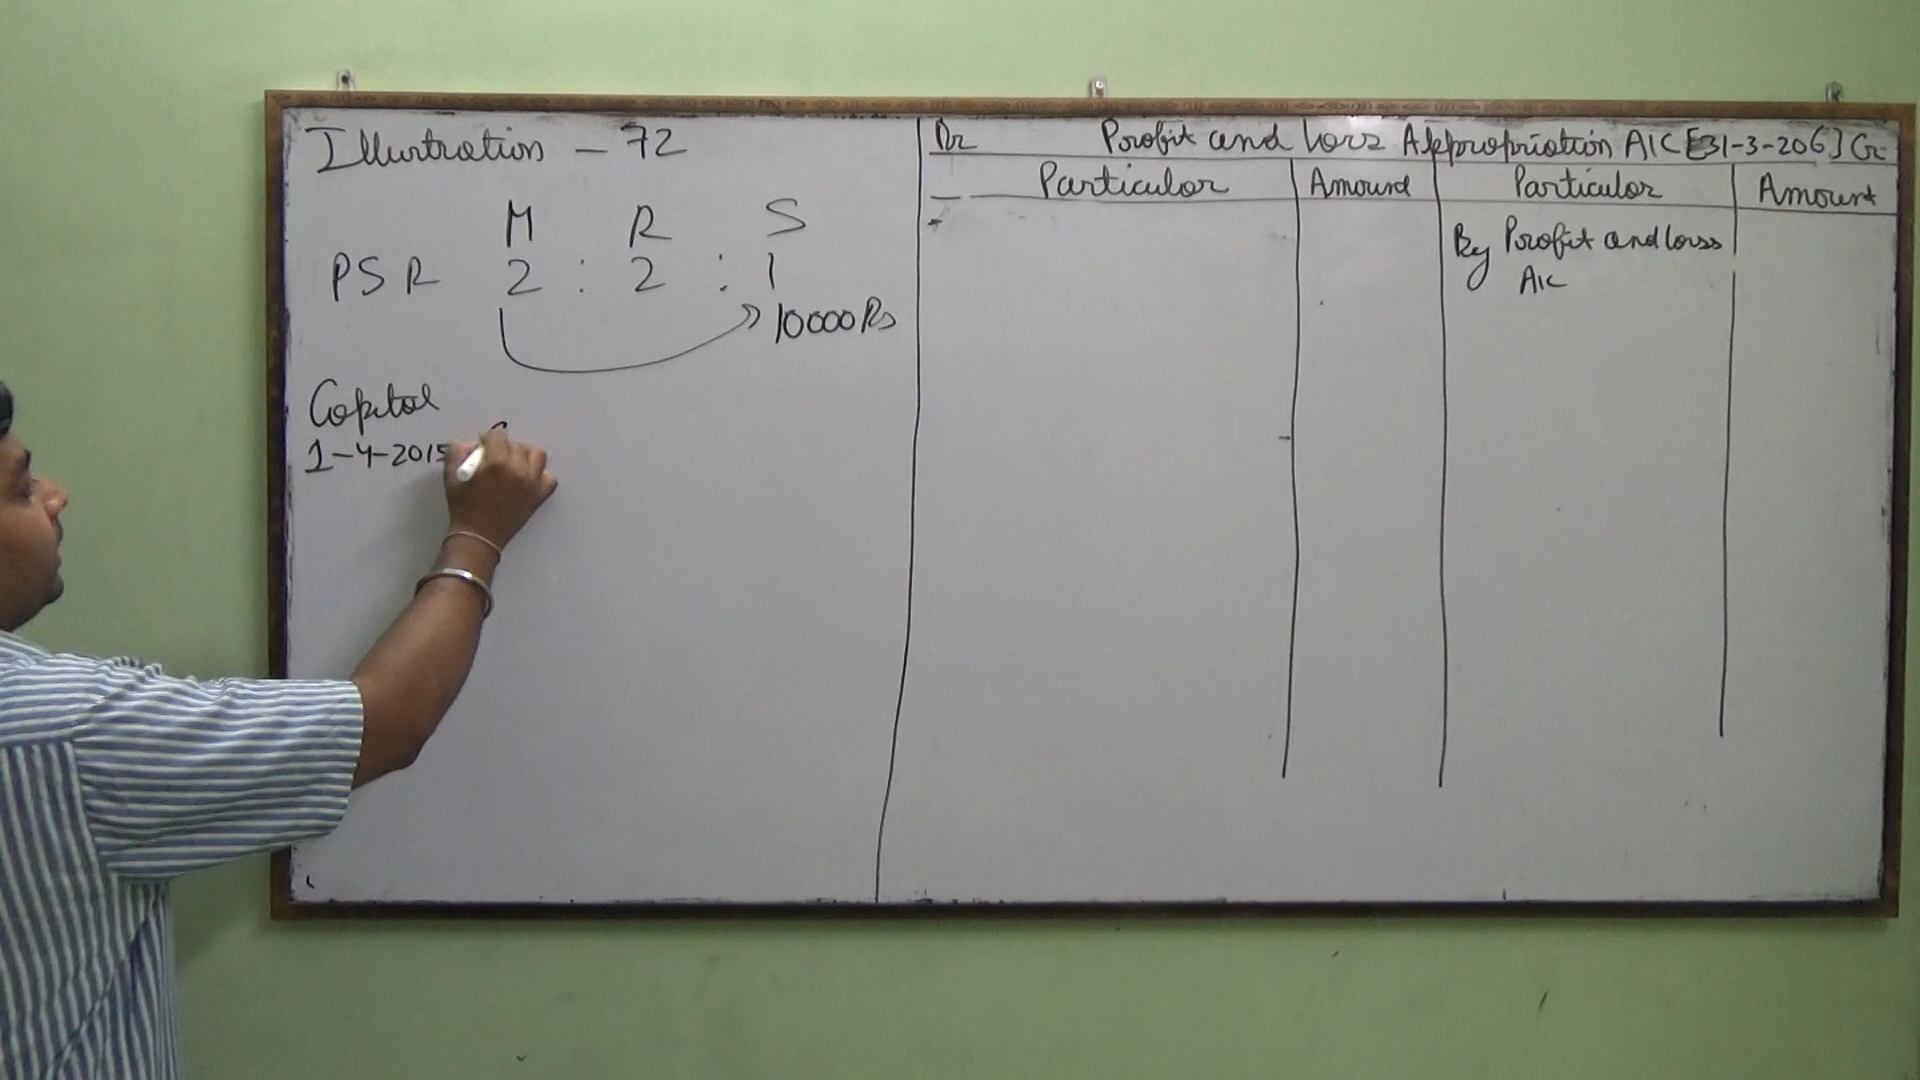 Illustration - 72
M R S
PSR 2 : 2 : 1
10000 Rs
Capital
1-4-2015
Dr Profit and Loss Appropriation A/C [31-3-206] Cr
Particular Amount Particular Amount
By Profit and Loss
A/C